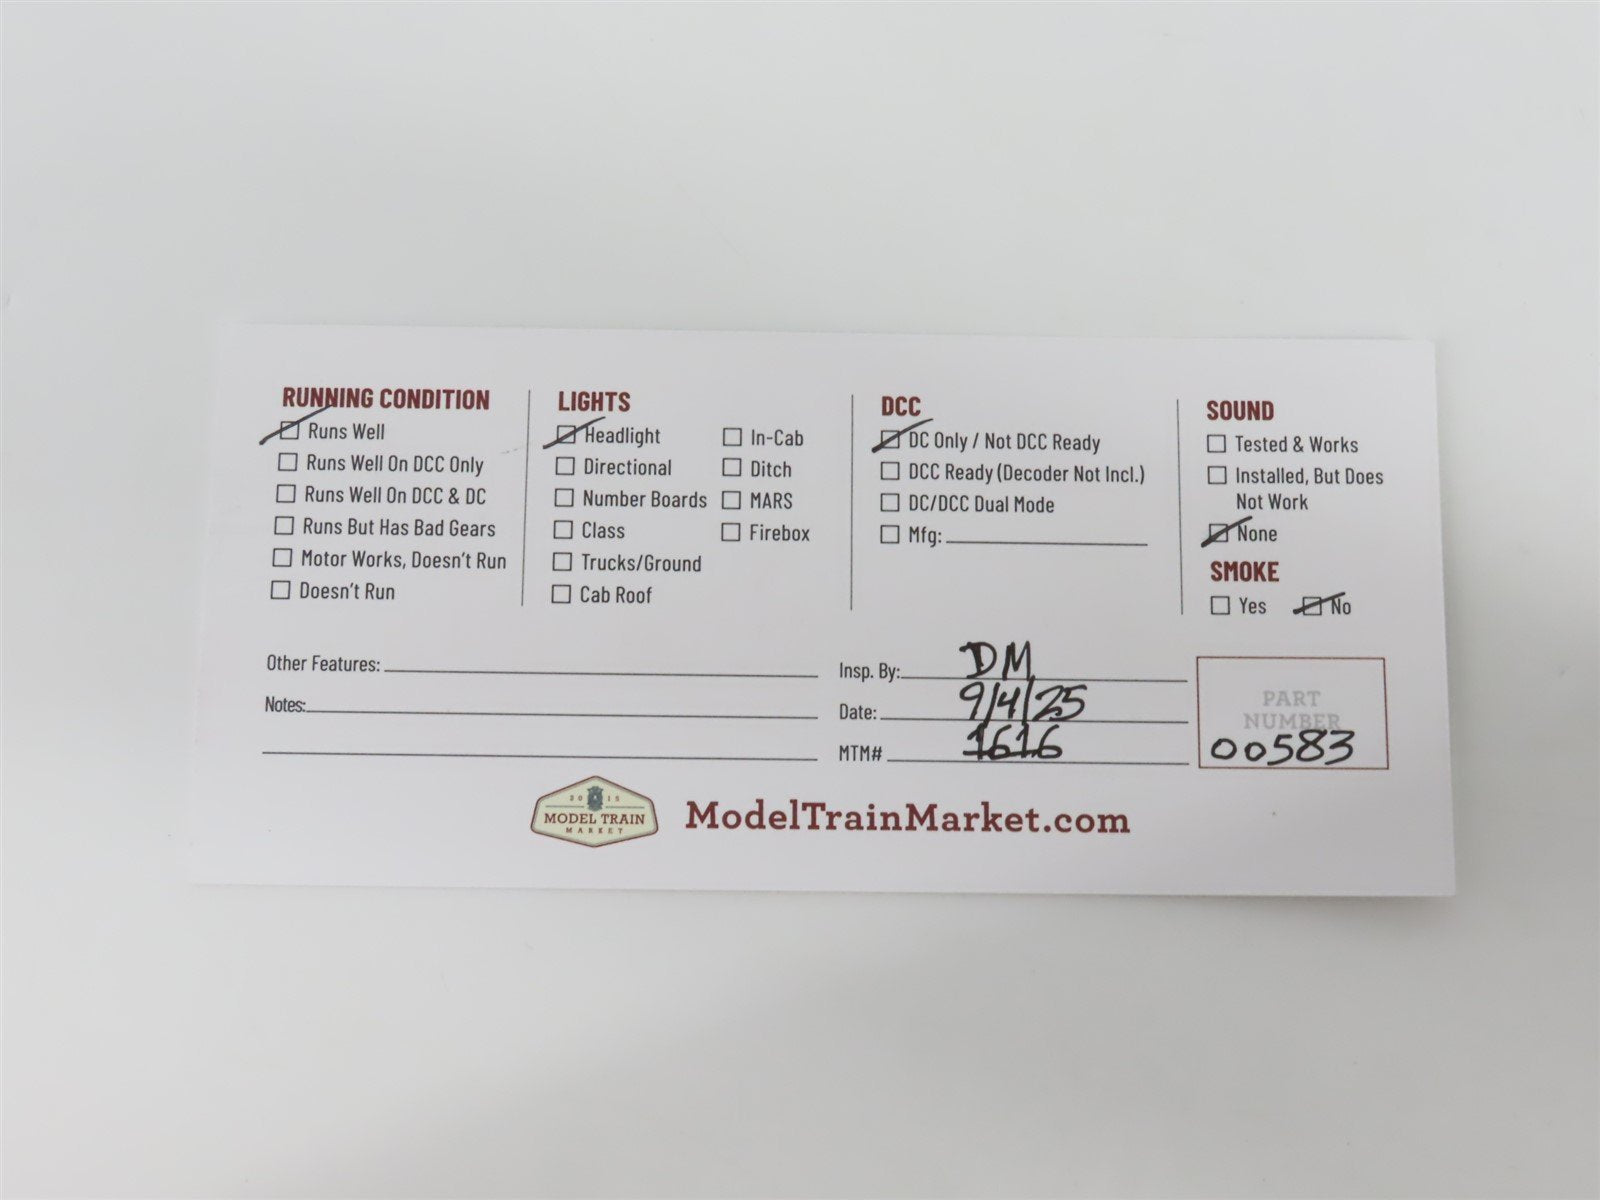 RUNNING CONDITION
Runs Well
Runs Well On DCC Only
Runs Well On DCC & DC
Runs But Has Bad Gears
Motor Works, Doesn't Run
Doesn't Run
LIGHTS
Headlight
Directional
Number Boards
Class
Trucks/Ground
Cab Roof
In-Cab
Ditch
MARS
Firebox
DCC
DC Only / Not DCC Ready
DCC Ready (Decoder Not Incl.)
DC/DCC Dual Mode
Mfg:
SOUND
Tested & Works
Installed, But Does
Not Work
None
SMOKE
Yes No
Other Features:
Notes:
Insp. By: DM
Date: 9/4/25
MTM# 1616
PART
NUMBER
00583
2015
MODEL TRAIN
MARKET
ModelTrainMarket.com